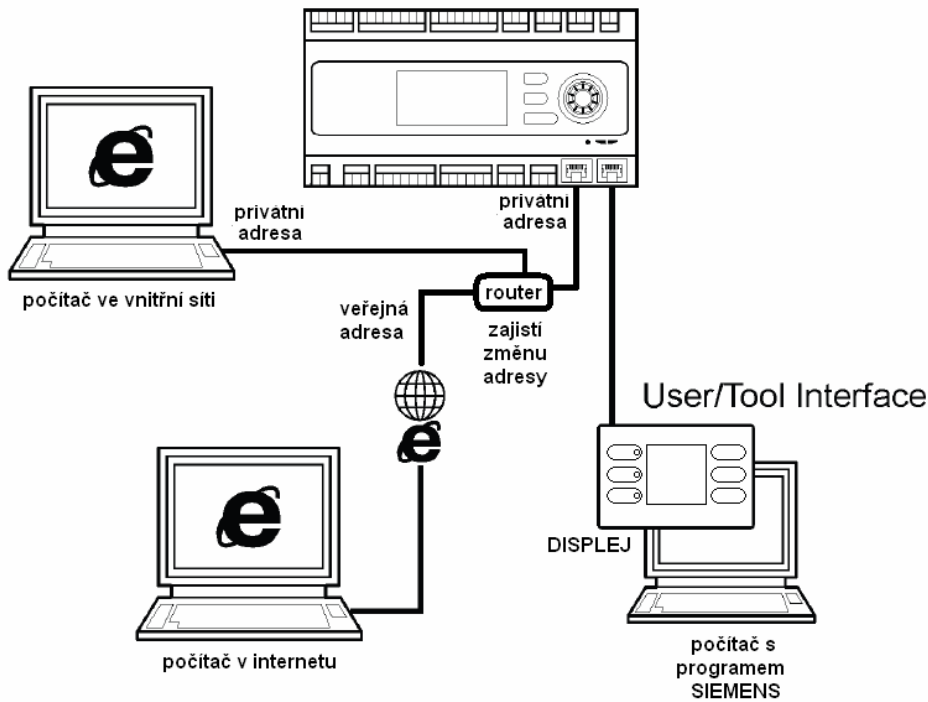 privátní
adresa
privátní
adresa
počítač ve vnitřní síti
veřejná
adresa
router
zajistí
změnu
adresy
User/Tool Interface
DISPLEJ
počítač v internetu
počítač s
programem
SIEMENS